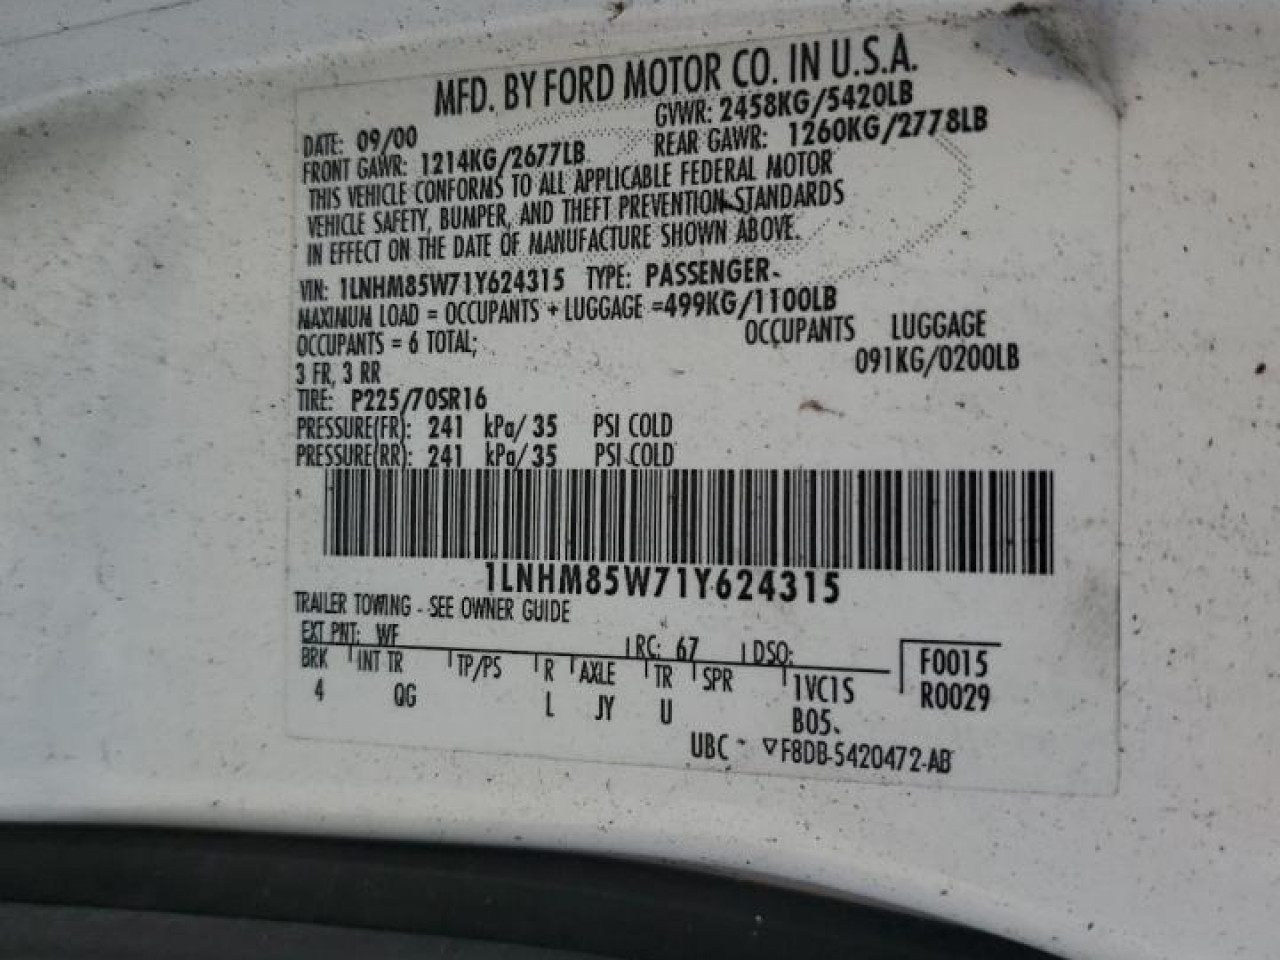 MFD. BY FORD MOTOR CO. IN U.S.A.
DATE: 09/00 GVWR: 2458KG/5420LB
FRONT GAWR: 1214KG/2677LB REAR GAWR: 1260KG/2778LB
THIS VEHICLE CONFORMS TO ALL APPLICABLE FEDERAL MOTOR
VEHICLE SAFETY, BUMPER, AND THEFT PREVENTION STANDARDS
IN EFFECT ON THE DATE OF MANUFACTURE SHOWN ABOVE.
VIN: 1LNHM85W71Y624315 TYPE: PASSENGER
MAXIMUM LOAD = OCCUPANTS + LUGGAGE =499KG/1100LB
OCCUPANTS = 6 TOTAL; OCCUPANTS LUGGAGE
3 FR, 3 RR 091KG/0200LB
TIRE: P225/70SR16
PRESSURE(FR): 241 kPa/ 35 PSI COLD
PRESSURE(RR): 241 kPa/ 35 PSI COLD
1LNHM85W71Y624315
TRAILER TOWING - SEE OWNER GUIDE
EXT PNT: WF RC: 67 DSO: F0015
BRK INT TR TP/PS R AXLE TR SPR 1VC1S R0029
4 QG L JY U B05
UBC ▽F8DB-5420472-AB